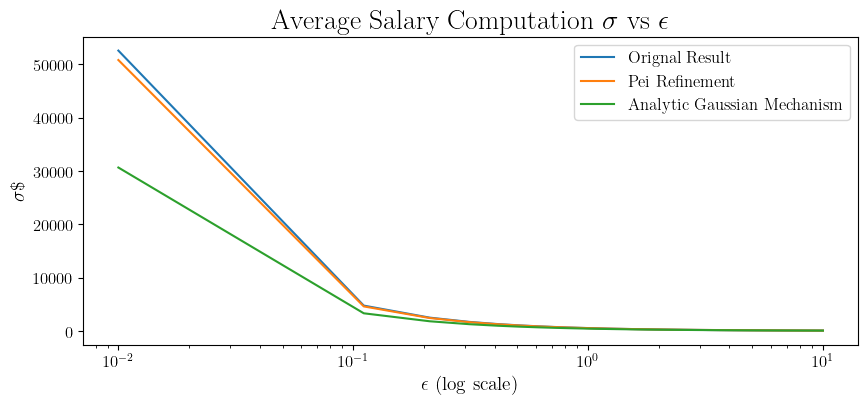 Average Salary Computation σ vs ϵ
Orignal Result
Pei Refinement
Analytic Gaussian Mechanism
σ$
50000
40000
30000
20000
10000
0
10⁻² 10⁻¹ 10⁰ 10¹
ϵ (log scale)